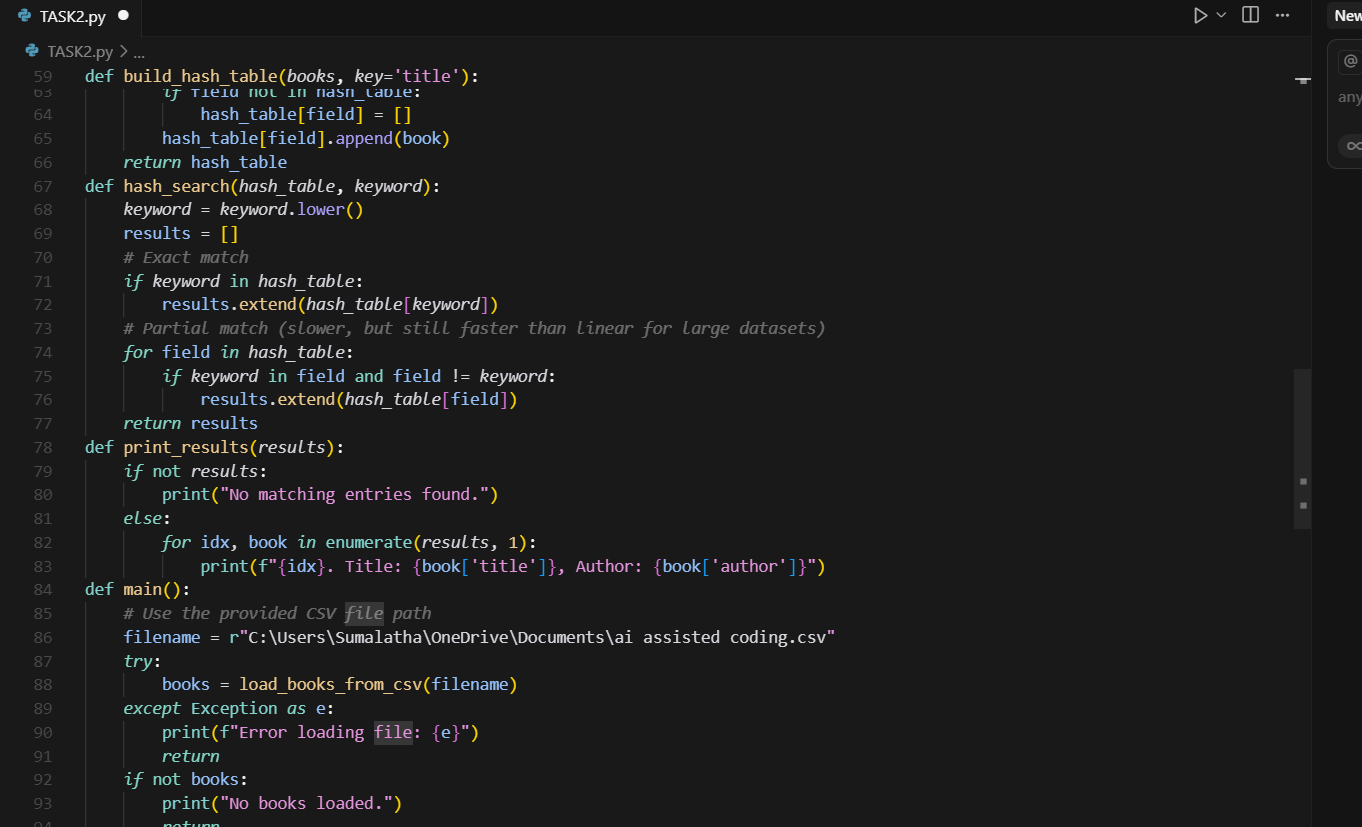 TASK2.py
New
TASK2.py > ...
@
59 def build_hash_table(books, key='title'):
63 if field not in hash_table:
any
64 hash_table[field] = []
65 hash_table[field].append(book)
66 return hash_table
67 def hash_search(hash_table, keyword):
68 keyword = keyword.lower()
69 results = []
70 # Exact match
71 if keyword in hash_table:
72 results.extend(hash_table[keyword])
73 # Partial match (slower, but still faster than linear for large datasets)
74 for field in hash_table:
75 if keyword in field and field != keyword:
76 results.extend(hash_table[field])
77 return results
78 def print_results(results):
79 if not results:
80 print("No matching entries found.")
81 else:
82 for idx, book in enumerate(results, 1):
83 print(f"{idx}. Title: {book['title']}, Author: {book['author']}")
84 def main():
85 # Use the provided CSV file path
86 filename = r"C:\Users\Sumalatha\OneDrive\Documents\ai assisted coding.csv"
87 try:
88 books = load_books_from_csv(filename)
89 except Exception as e:
90 print(f"Error loading file: {e}")
91 return
92 if not books:
93 print("No books loaded.")
94 return